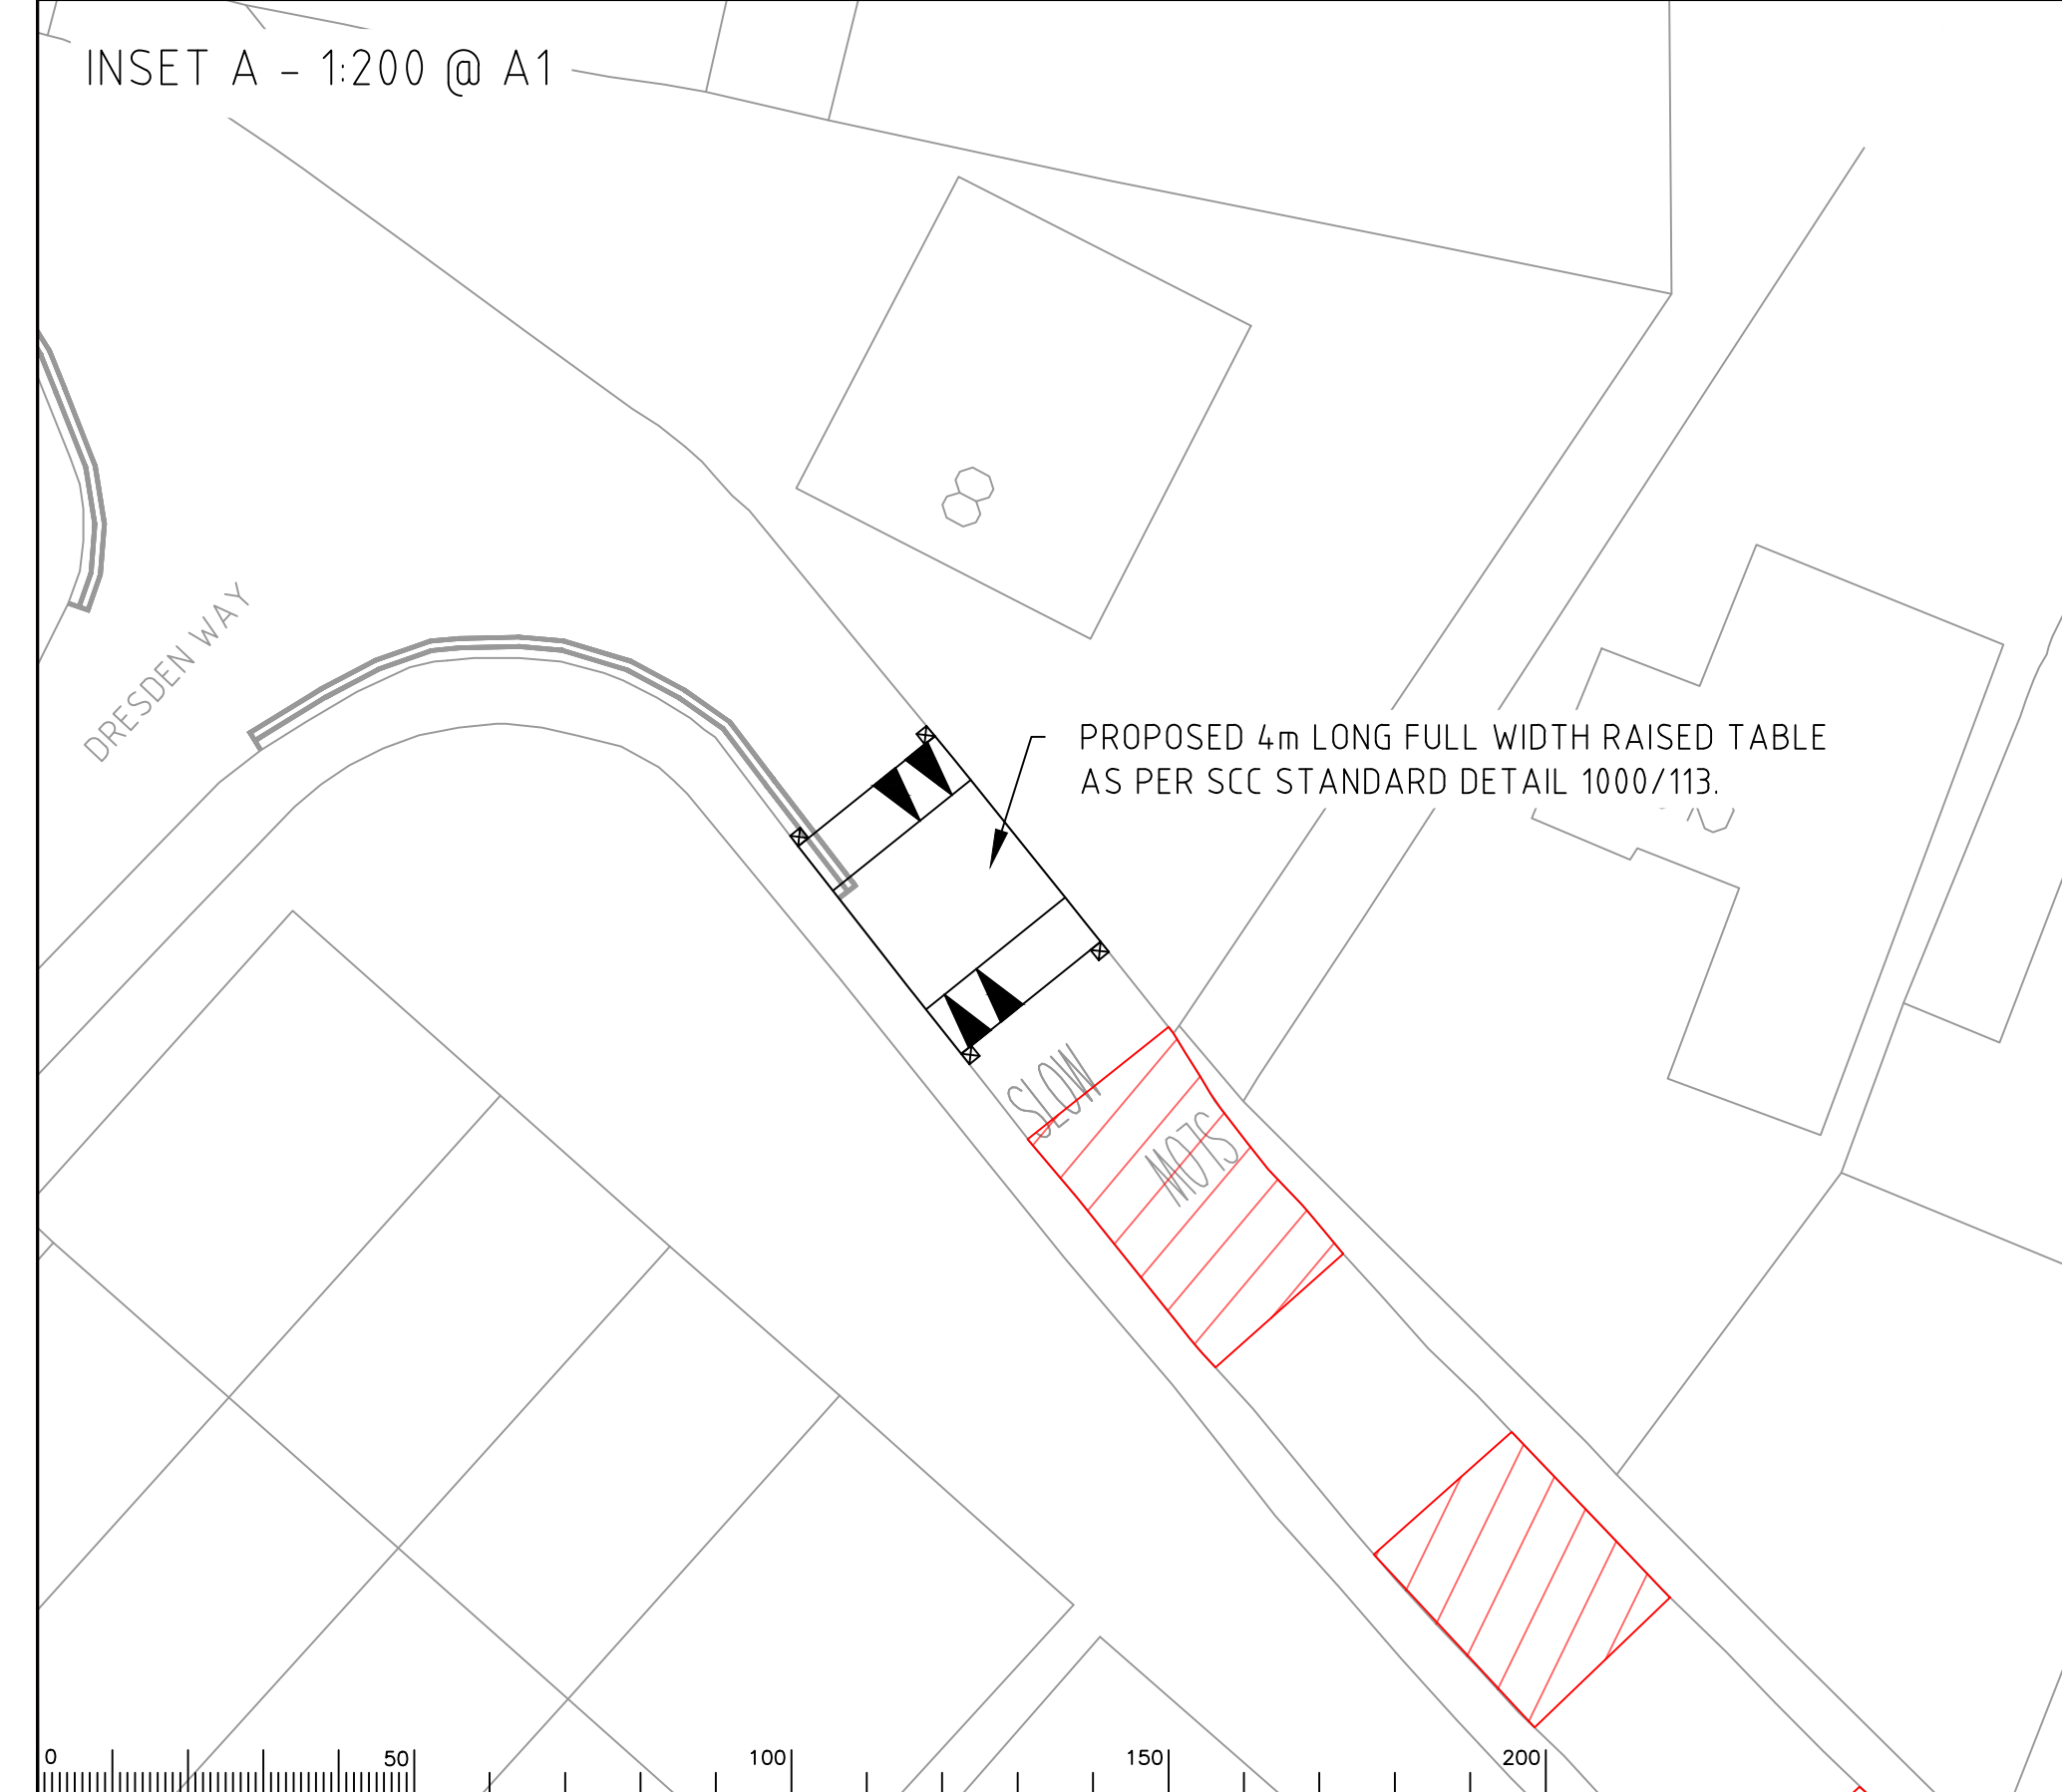 INSET A - 1:200 @ A1
8
DRESDEN WAY
PROPOSED 4m LONG FULL WIDTH RAISED TABLE
AS PER SCC STANDARD DETAIL 1000/113.
SLOW
SLOW
0 50 100 150 200